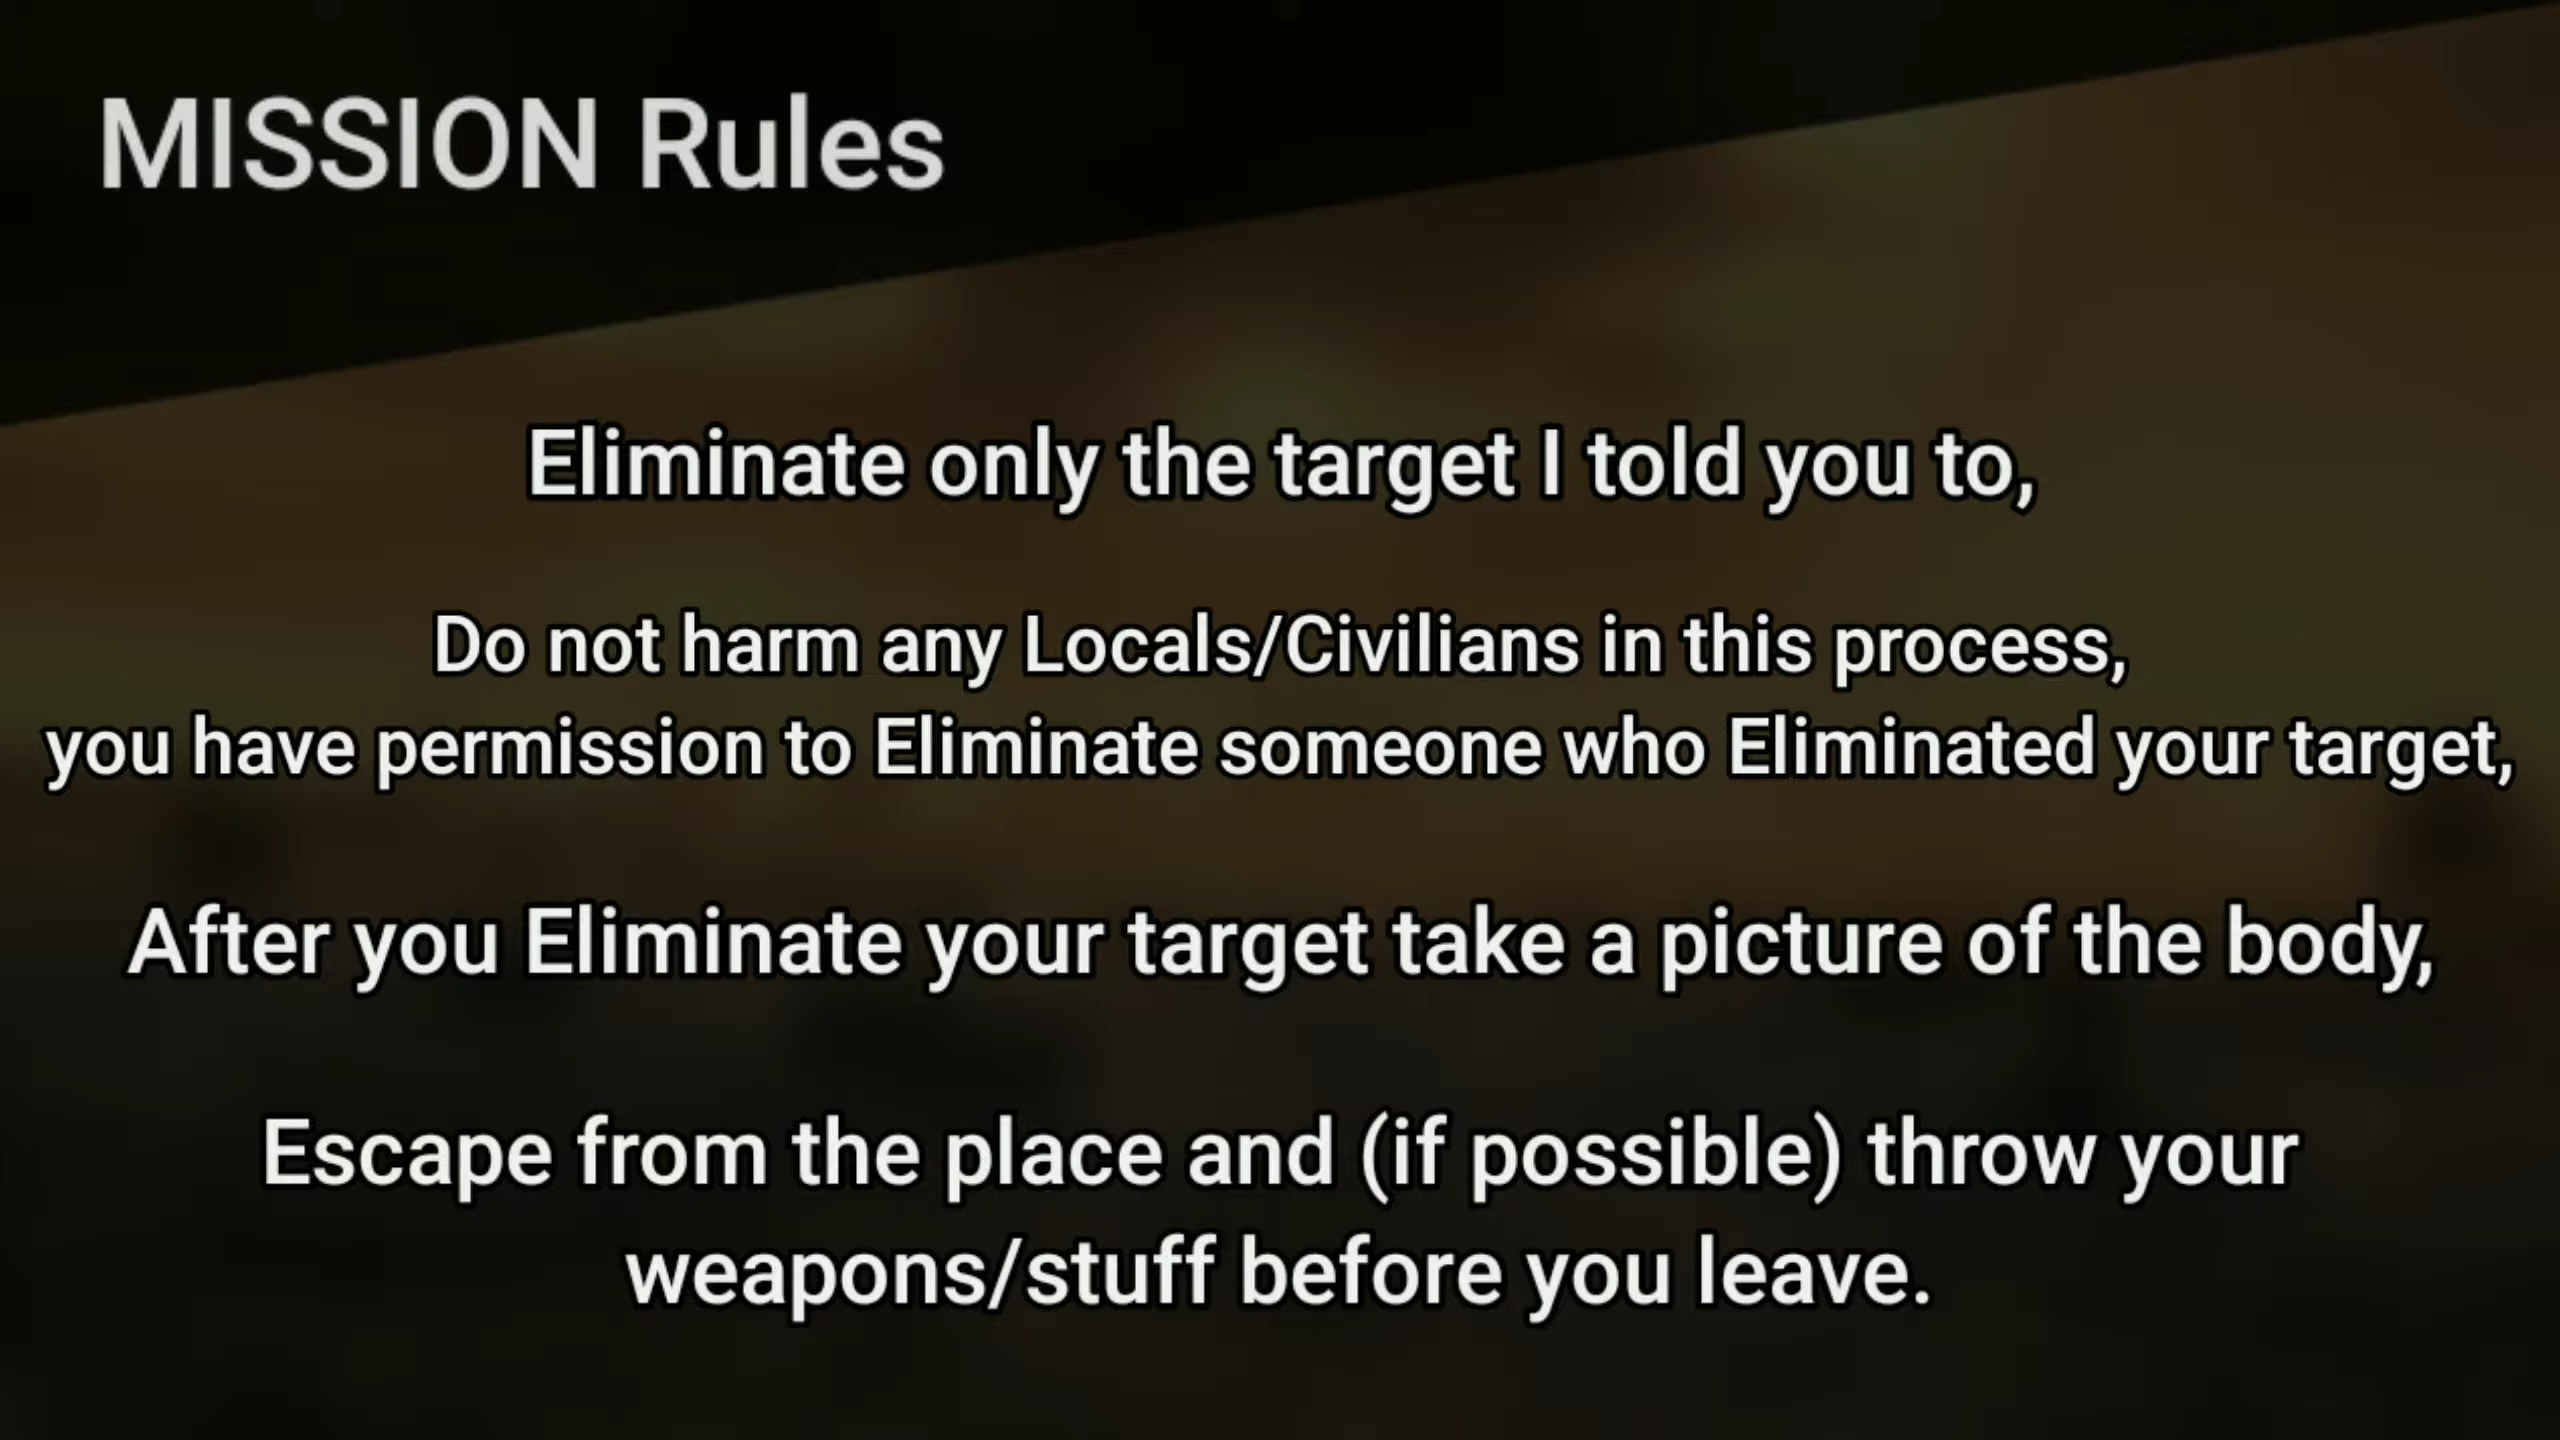 MISSION Rules
Eliminate only the target I told you to,
Do not harm any Locals/Civilians in this process,
you have permission to Eliminate someone who Eliminated your target,
After you Eliminate your target take a picture of the body,
Escape from the place and (if possible) throw your
weapons/stuff before you leave.